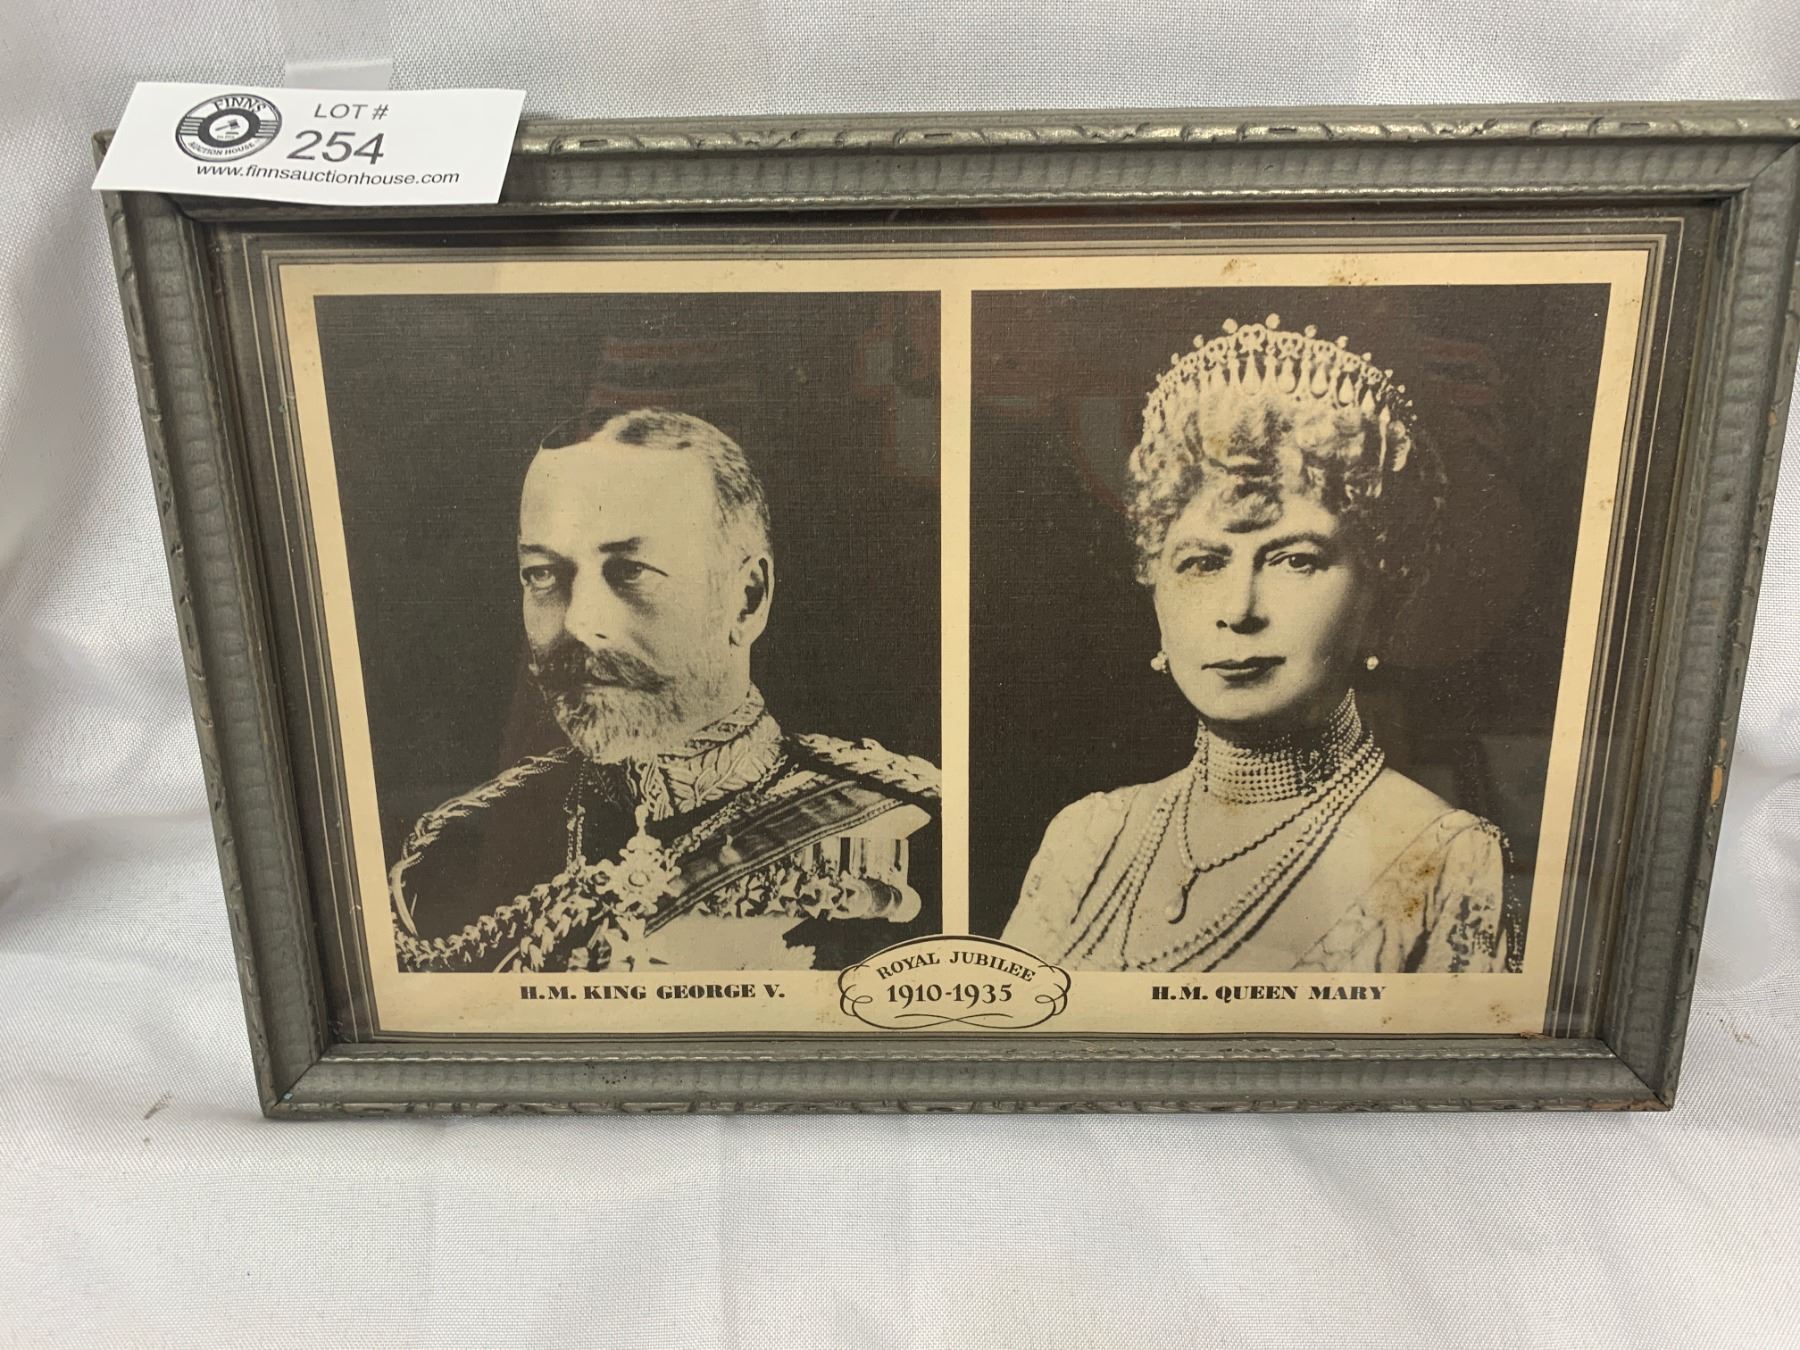 FINNS
AUCTION HOUSE
LOT #
254
www.finnsauctionhouse.com
H.M. KING GEORGE V.
ROYAL JUBILEE
1910-1935
H.M. QUEEN MARY